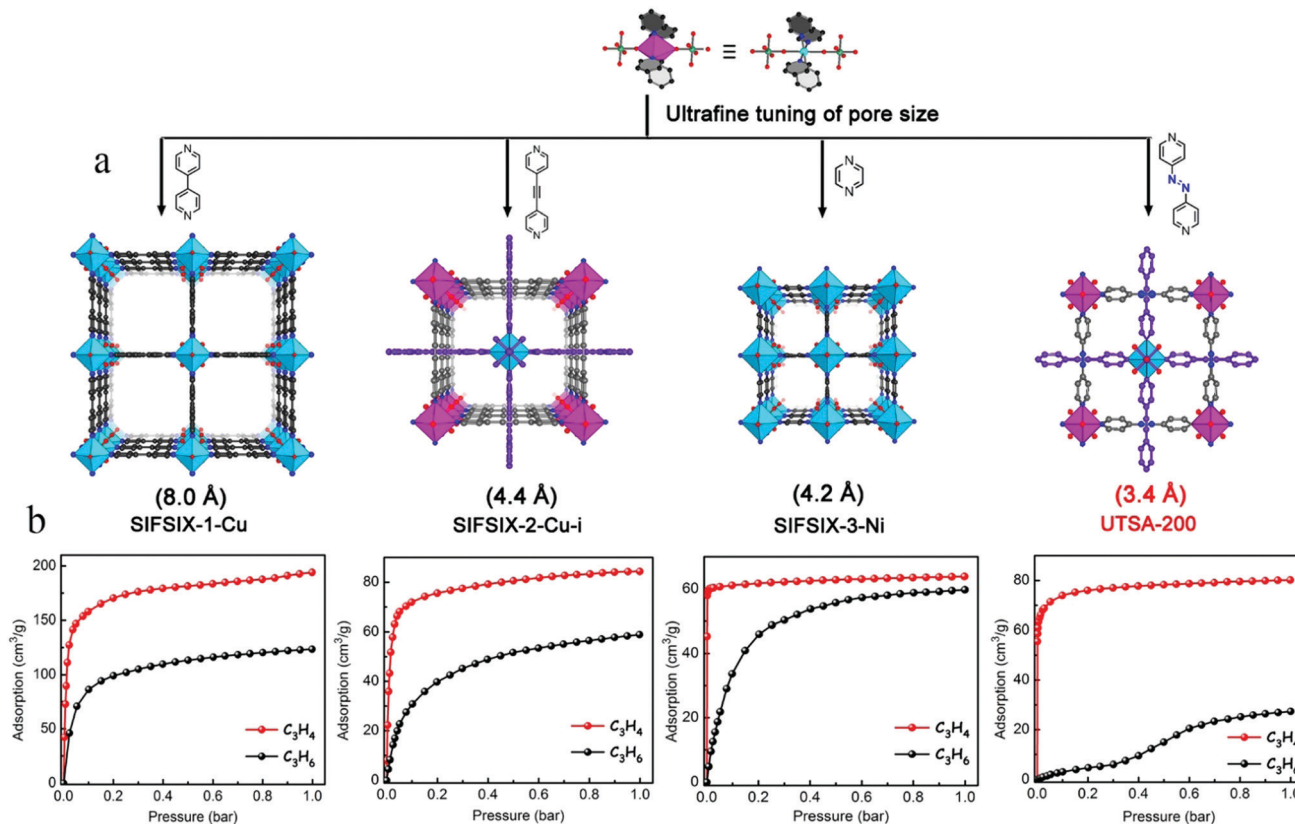 ≡
Ultrafine tuning of pore size
a
N
N
N
N
N
N
N
N
N
N
(8.0 Å)
(4.4 Å)
(4.2 Å)
(3.4 Å)
SIFSIX-1-Cu
SIFSIX-2-Cu-i
SIFSIX-3-Ni
UTSA-200
b
Adsorption (cm³/g)
200
150
100
50
0
C₃H₄
C₃H₆
0.0 0.2 0.4 0.6 0.8 1.0
Pressure (bar)
Adsorption (cm³/g)
80
60
40
20
0
C₃H₄
C₃H₆
0.0 0.2 0.4 0.6 0.8 1.0
Pressure (bar)
Adsorption (cm³/g)
60
40
20
0
C₃H₄
C₃H₆
0.0 0.2 0.4 0.6 0.8 1.0
Pressure (bar)
Adsorption (cm³/g)
80
60
40
20
0
0.0 0.2 0.4 0.6 0.8 1.0
Pressure (bar)